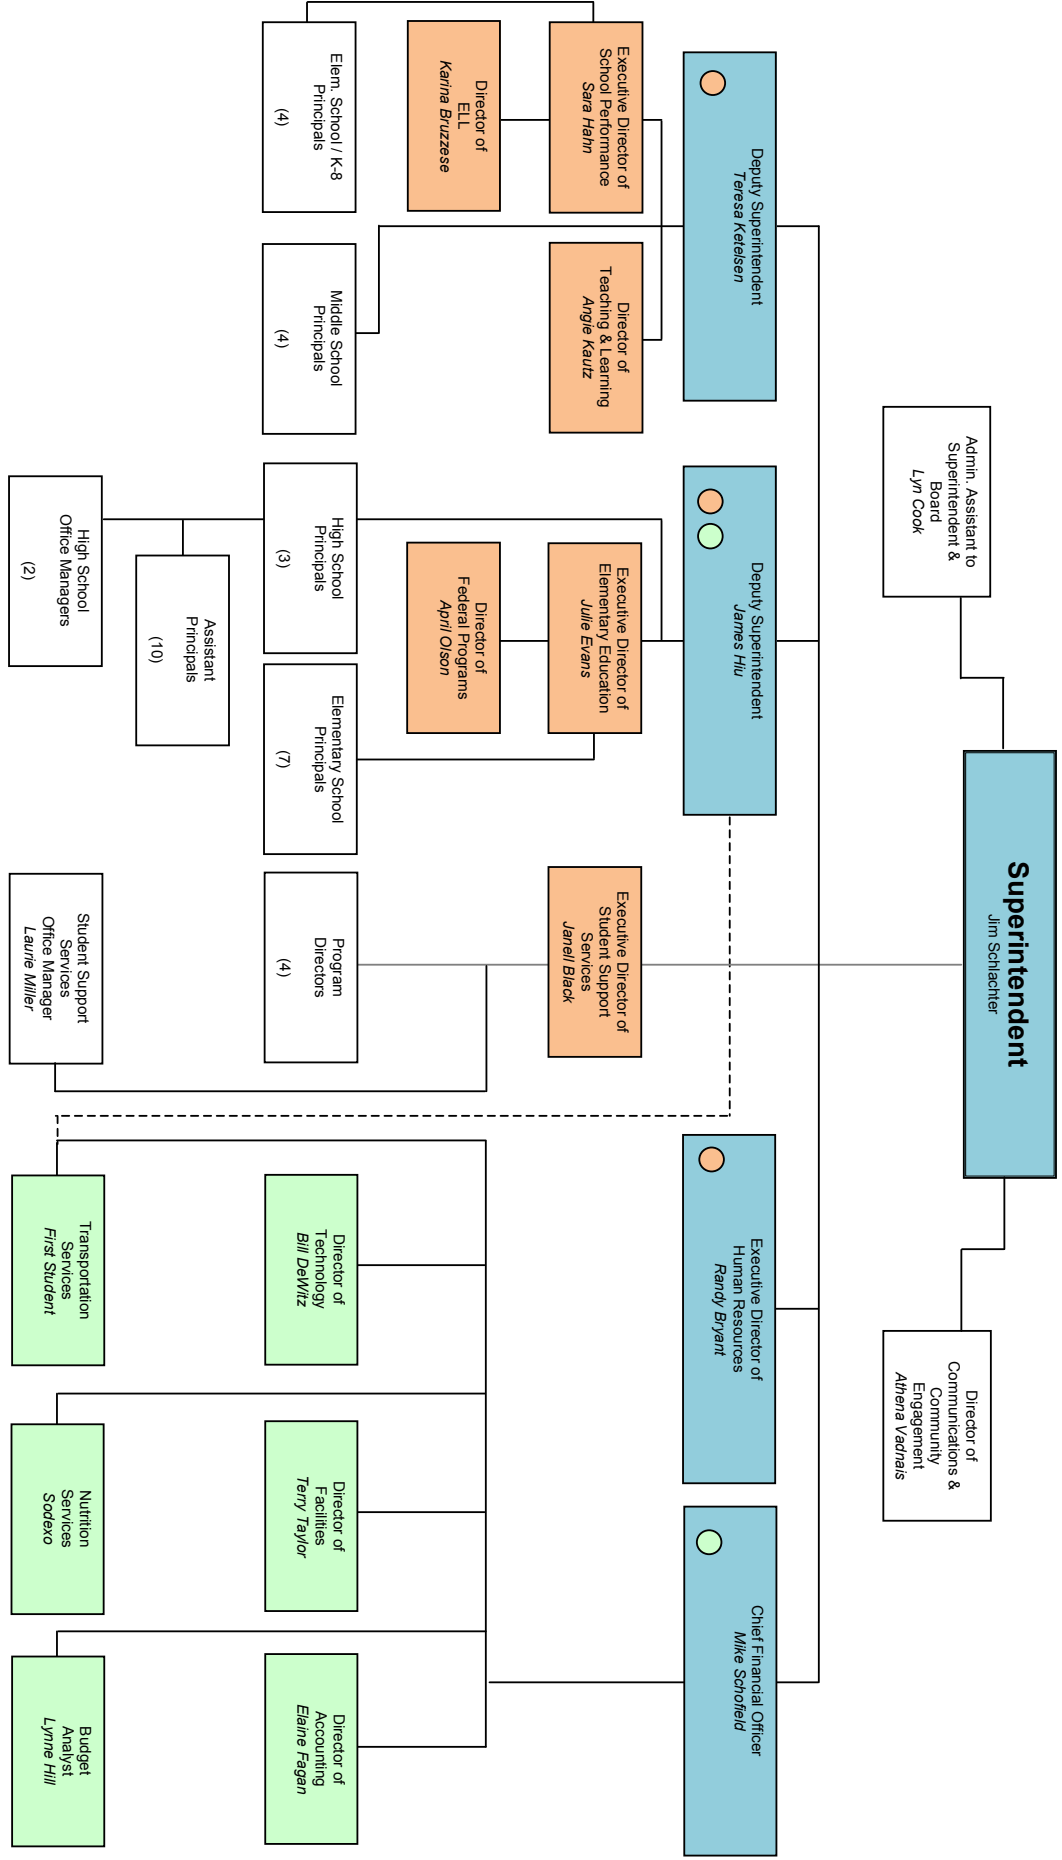 Superintendent
Jim Schlachter
Admin. Assistant to
Superintendent &
Board
Lyn Cook
Director of
Communications &
Community
Engagement
Athena Vadnais
Deputy Superintendent
Teresa Ketelsen
Deputy Superintendent
James Hiu
Executive Director of
Human Resources
Randy Bryant
Chief Financial Officer
Mike Schofield
Executive Director of
School Performance
Sara Hahn
Director of
Teaching & Learning
Angie Kautz
Executive Director of
Elementary Education
Julie Evans
Executive Director of
Student Support
Services
Janell Black
Director of
ELL
Karina Bruzzese
Director of
Federal Programs
April Olson
Elem. School / K-8
Principals
(4)
Middle School
Principals
(4)
High School
Principals
(3)
Elementary School
Principals
(7)
Program
Directors
(4)
Director of
Technology
Bill DeWitz
Director of
Facilities
Terry Taylor
Director of
Accounting
Elaine Fagan
Assistant
Principals
(10)
High School
Office Managers
(2)
Student Support
Services
Office Manager
Laurie Miller
Transportation
Services
First Student
Nutrition
Services
Sodexo
Budget
Analyst
Lynne Hill